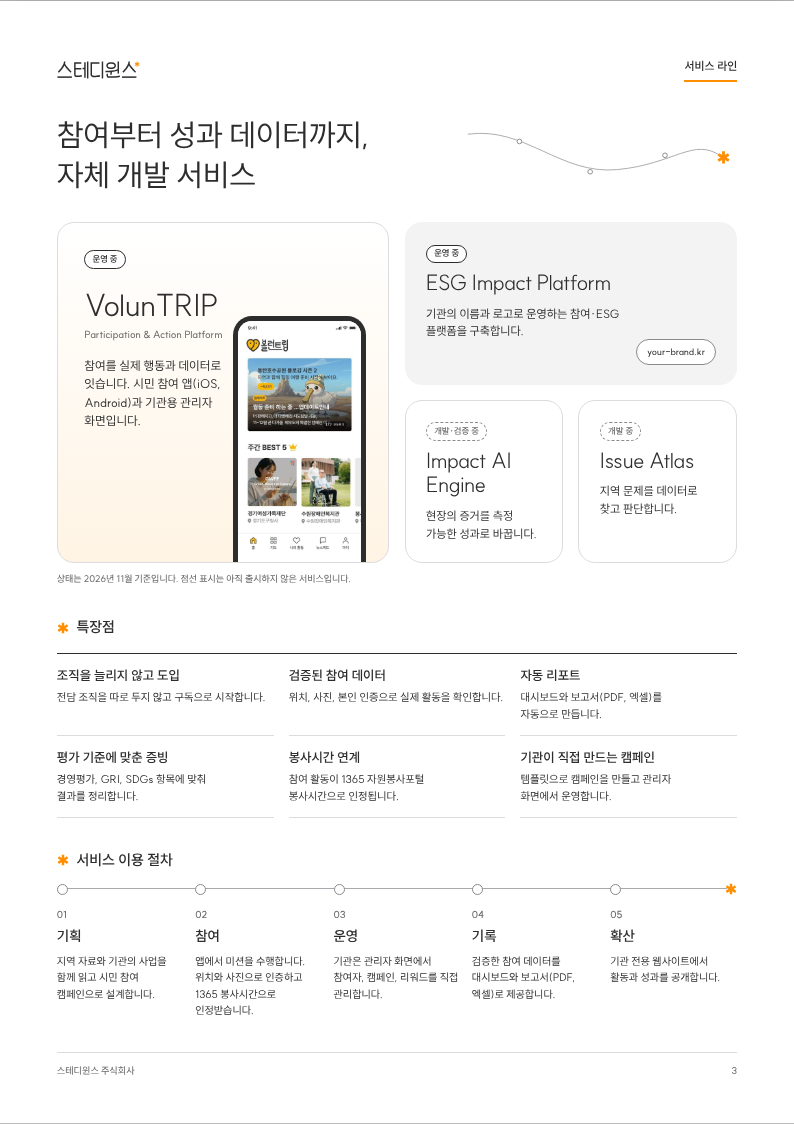 스테디원스*
서비스 라인
참여부터 성과 데이터까지,
자체 개발 서비스
운영 중
VolunTRIP
Participation & Action Platform
참여를 실제 행동과 데이터로
잇습니다. 시민 참여 앱(iOS,
Android)과 기관용 관리자
화면입니다.
9:41
볼런트립
주간 BEST 5
경기여성가족재단
수원장애인복지관
홈
운영 중
ESG Impact Platform
기관의 이름과 로고로 운영하는 참여·ESG
플랫폼을 구축합니다.
your-brand.kr
개발·검증 중
Impact AI
Engine
현장의 증거를 측정
가능한 성과로 바꿉니다.
개발 중
Issue Atlas
지역 문제를 데이터로
찾고 판단합니다.
상태는 2026년 11월 기준입니다. 점선 표시는 아직 출시하지 않은 서비스입니다.
✱ 특장점
조직을 늘리지 않고 도입
전담 조직을 따로 두지 않고 구독으로 시작합니다.
검증된 참여 데이터
위치, 사진, 본인 인증으로 실제 활동을 확인합니다.
자동 리포트
대시보드와 보고서(PDF, 엑셀)를
자동으로 만듭니다.
평가 기준에 맞춘 증빙
경영평가, GRI, SDGs 항목에 맞춰
결과를 정리합니다.
봉사시간 연계
참여 활동이 1365 자원봉사포털
봉사시간으로 인정됩니다.
기관이 직접 만드는 캠페인
템플릿으로 캠페인을 만들고 관리자
화면에서 운영합니다.
✱ 서비스 이용 절차
01
기획
지역 자료와 기관의 사업을
함께 읽고 시민 참여
캠페인으로 설계합니다.
02
참여
앱에서 미션을 수행합니다.
위치와 사진으로 인증하고
1365 봉사시간으로
인정받습니다.
03
운영
기관은 관리자 화면에서
참여자, 캠페인, 리워드를 직접
관리합니다.
04
기록
검증한 참여 데이터를
대시보드와 보고서(PDF,
엑셀)로 제공합니다.
05
확산
기관 전용 웹사이트에서
활동과 성과를 공개합니다.
스테디원스 주식회사
3